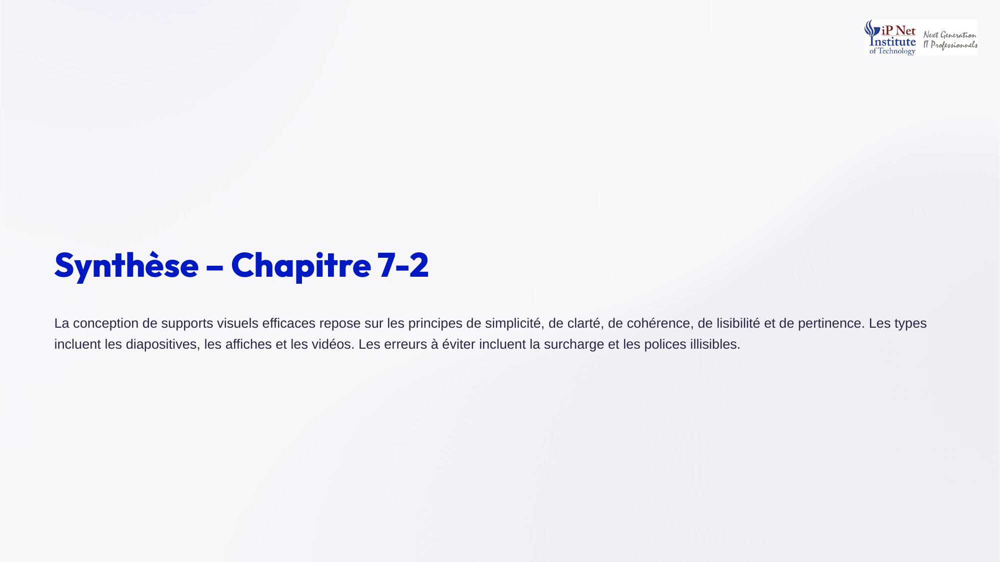 iP Net
Institute
of Technology
Next Generation
IT Professionnels
Synthèse – Chapitre 7-2
La conception de supports visuels efficaces repose sur les principes de simplicité, de clarté, de cohérence, de lisibilité et de pertinence. Les types
incluent les diapositives, les affiches et les vidéos. Les erreurs à éviter incluent la surcharge et les polices illisibles.